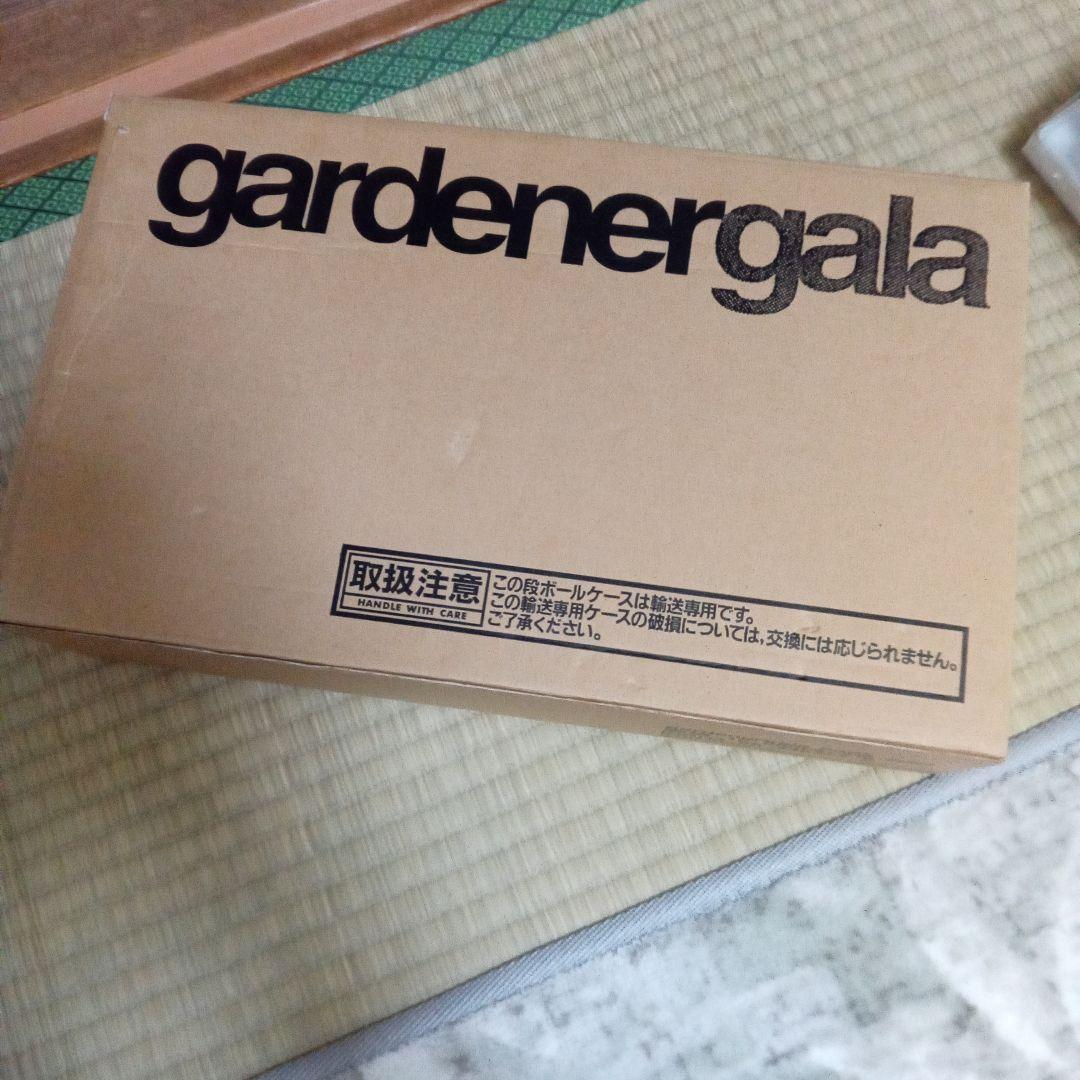 gardenergala
取扱注意
HANDLE WITH CARE
この段ボールケースは輸送専用です。
この輸送専用ケースの破損については,交換には応じられません。
ご了承ください。